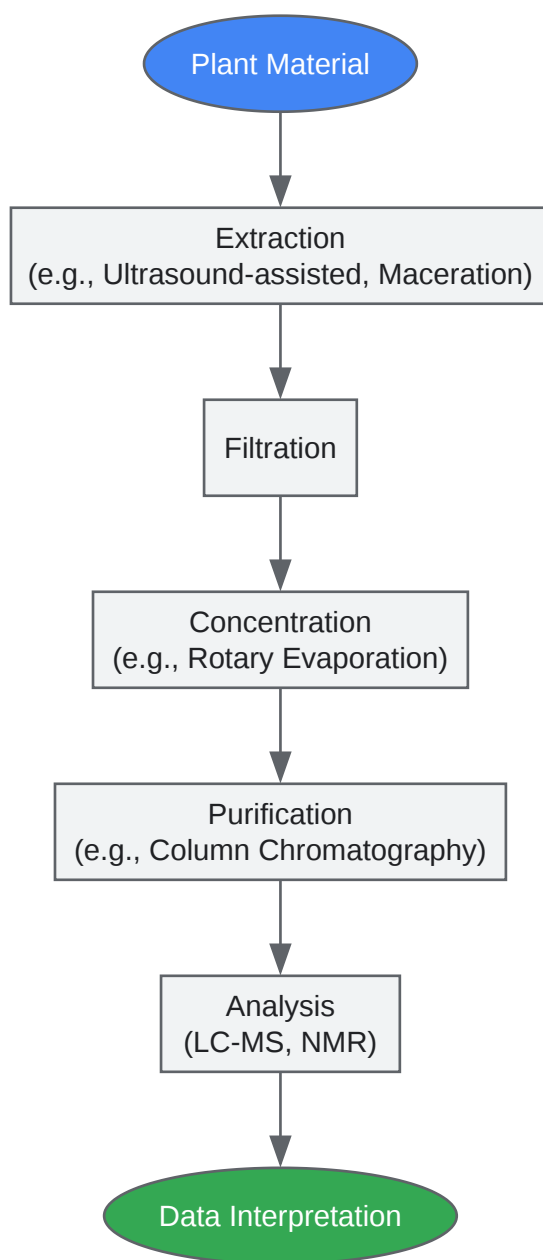 Plant Material
Extraction
(e.g., Ultrasound-assisted, Maceration)
Filtration
Concentration
(e.g., Rotary Evaporation)
Purification
(e.g., Column Chromatography)
Analysis
(LC-MS, NMR)
Data Interpretation